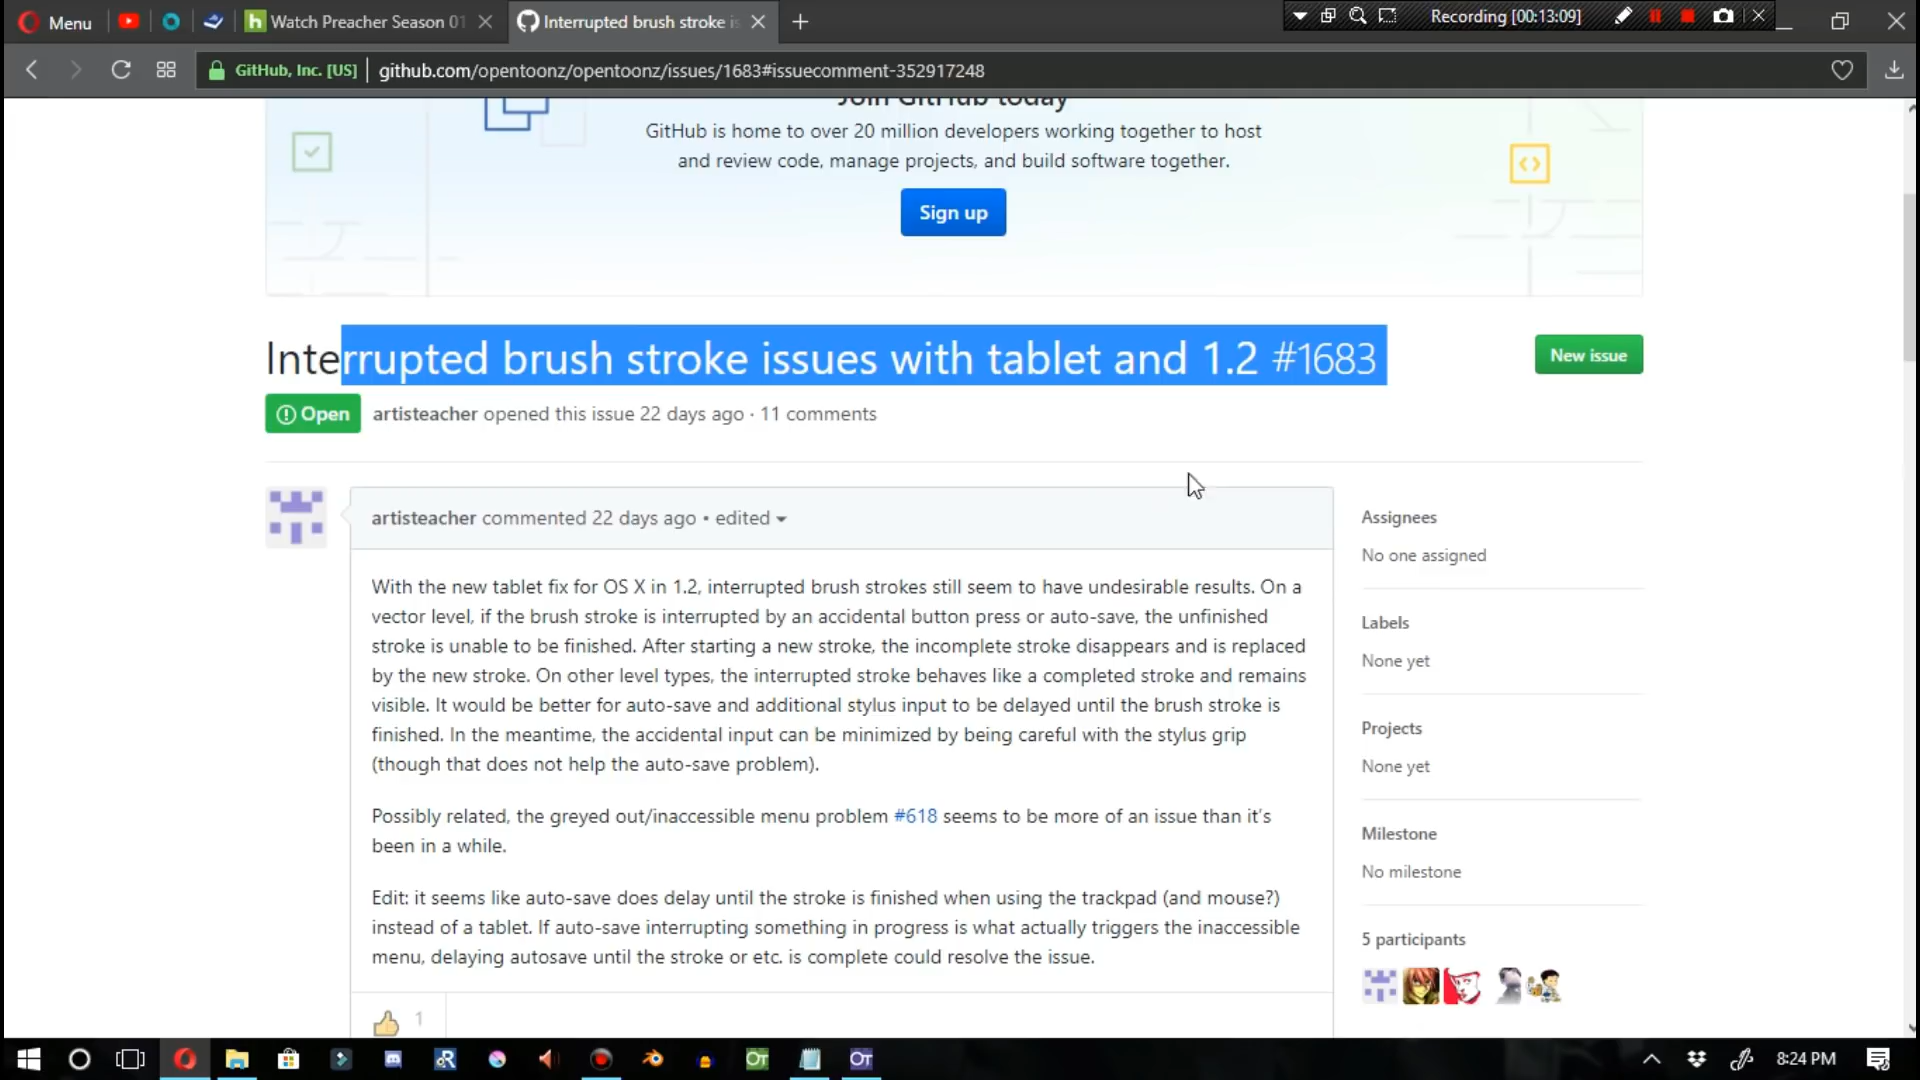 Menu
Watch Preacher Season 01
Interrupted brush stroke is
Recording [00:13:09]
GitHub, Inc. [US]
github.com/opentoonz/opentoonz/issues/1683#issuecomment-352917248
Join GitHub today
GitHub is home to over 20 million developers working together to host
and review code, manage projects, and build software together.
Sign up
Interrupted brush stroke issues with tablet and 1.2 #1683
New issue
Open
artisteacher opened this issue 22 days ago · 11 comments
artisteacher commented 22 days ago • edited
With the new tablet fix for OS X in 1.2, interrupted brush strokes still seem to have undesirable results. On a
vector level, if the brush stroke is interrupted by an accidental button press or auto-save, the unfinished
stroke is unable to be finished. After starting a new stroke, the incomplete stroke disappears and is replaced
by the new stroke. On other level types, the interrupted stroke behaves like a completed stroke and remains
visible. It would be better for auto-save and additional stylus input to be delayed until the brush stroke is
finished. In the meantime, the accidental input can be minimized by being careful with the stylus grip
(though that does not help the auto-save problem).
Possibly related, the greyed out/inaccessible menu problem #618 seems to be more of an issue than it's
been in a while.
Edit: it seems like auto-save does delay until the stroke is finished when using the trackpad (and mouse?)
instead of a tablet. If auto-save interrupting something in progress is what actually triggers the inaccessible
menu, delaying autosave until the stroke or etc. is complete could resolve the issue.
1
Assignees
No one assigned
Labels
None yet
Projects
None yet
Milestone
No milestone
5 participants
8:24 PM